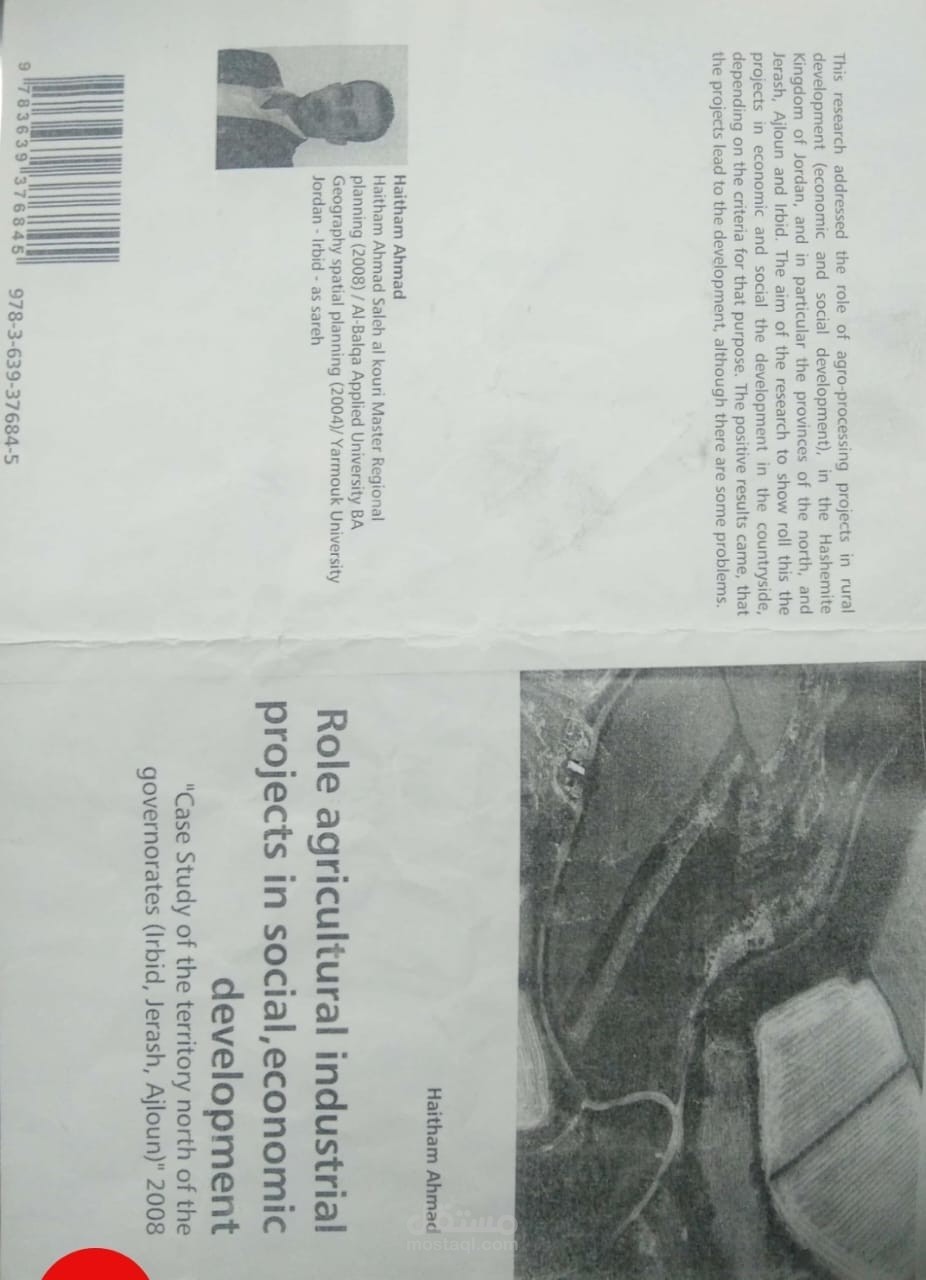 This research addressed the role of agro-processing projects in rural
development (economic and social development), in the Hashemite
Kingdom of Jordan, and in particular the provinces of the north, and
Jerash, Ajloun and Irbid. The aim of the research to show roll this the
projects in economic and social the development in the countryside,
depending on the criteria for that purpose. The positive results came, that
the projects lead to the development, although there are some problems.
Haitham Ahmad
Haitham Ahmad Saleh al kouri Master Regional
planning (2008) / Al-Balqa Applied University BA
Geography spatial planning (2004)/ Yarmouk University
Jordan - Irbid - as sareh
9 783639 376845
978-3-639-37684-5
Haitham Ahmad
Role agricultural industrial
projects in social,economic
development
"Case Study of the territory north of the
governorates (Irbid, Jerash, Ajloun)" 2008
مستقل
mostaql.com